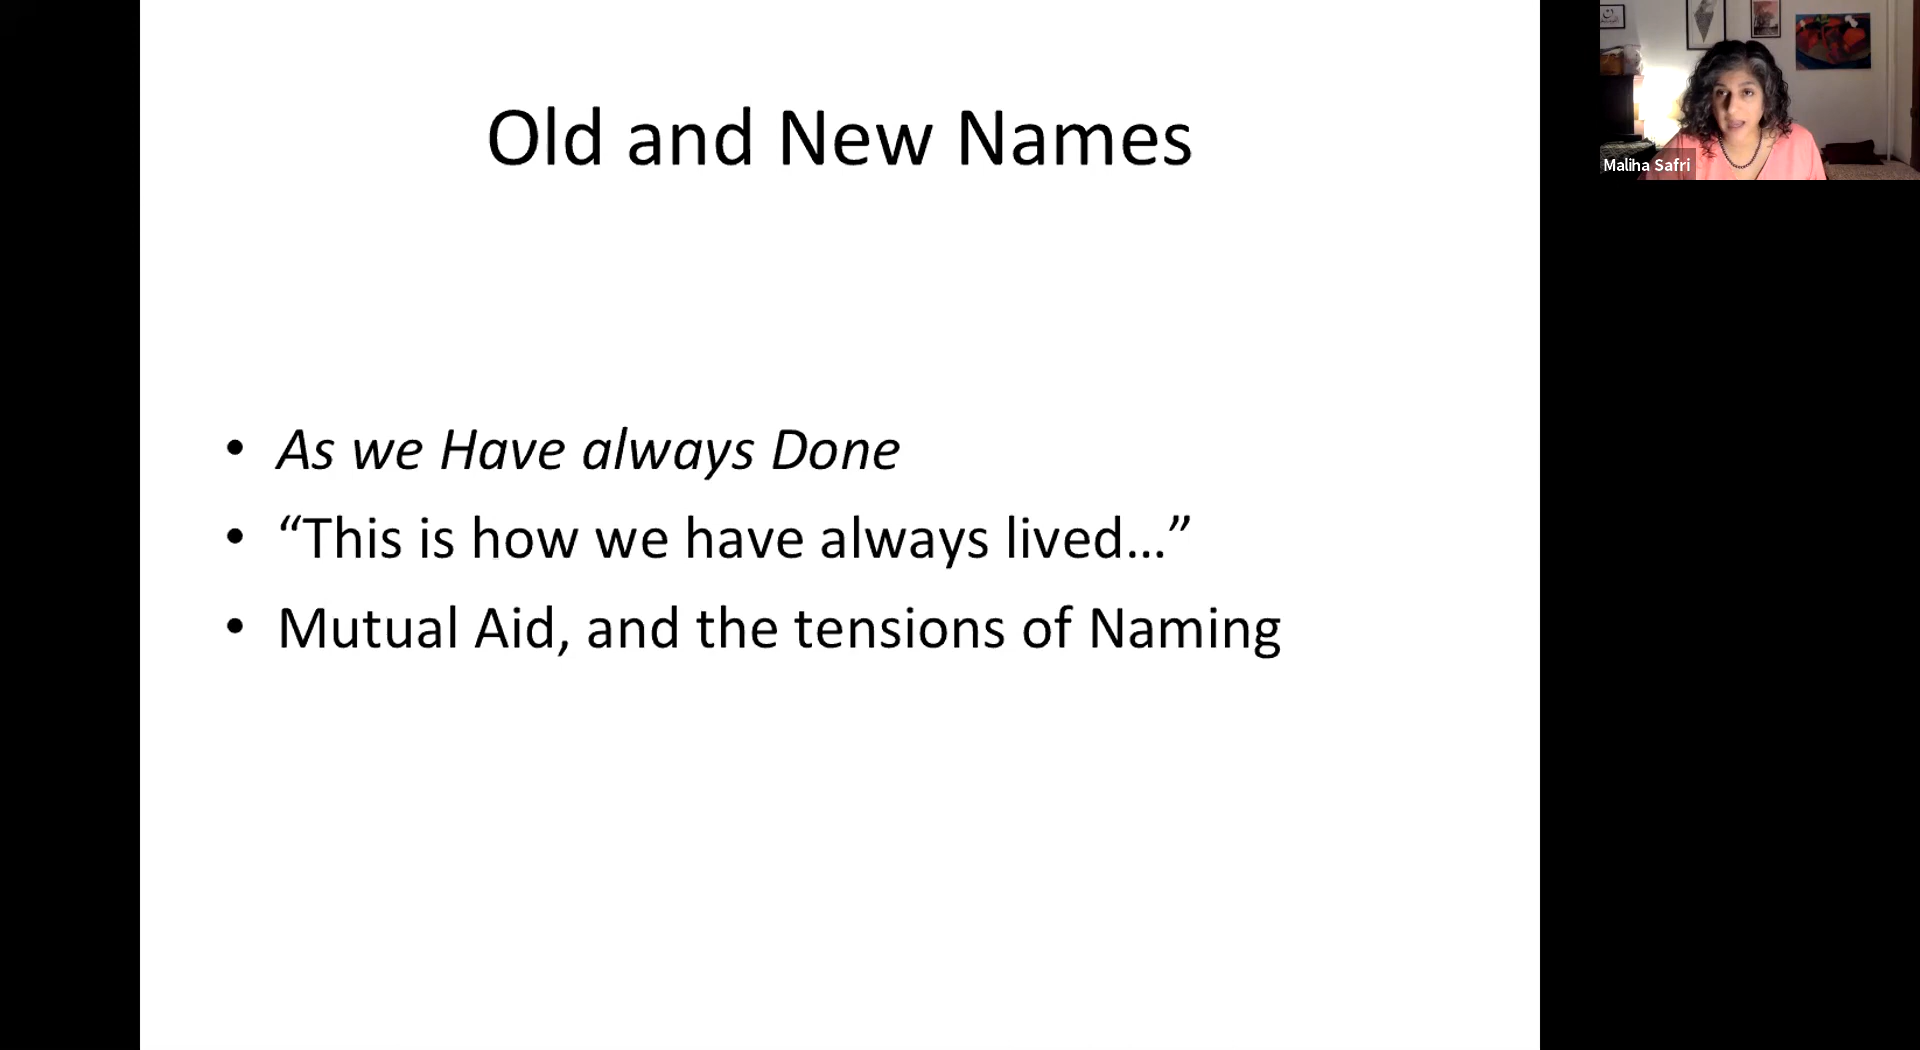 Old and New Names
• As we Have always Done
• “This is how we have always lived…”
• Mutual Aid, and the tensions of Naming
Maliha Safri